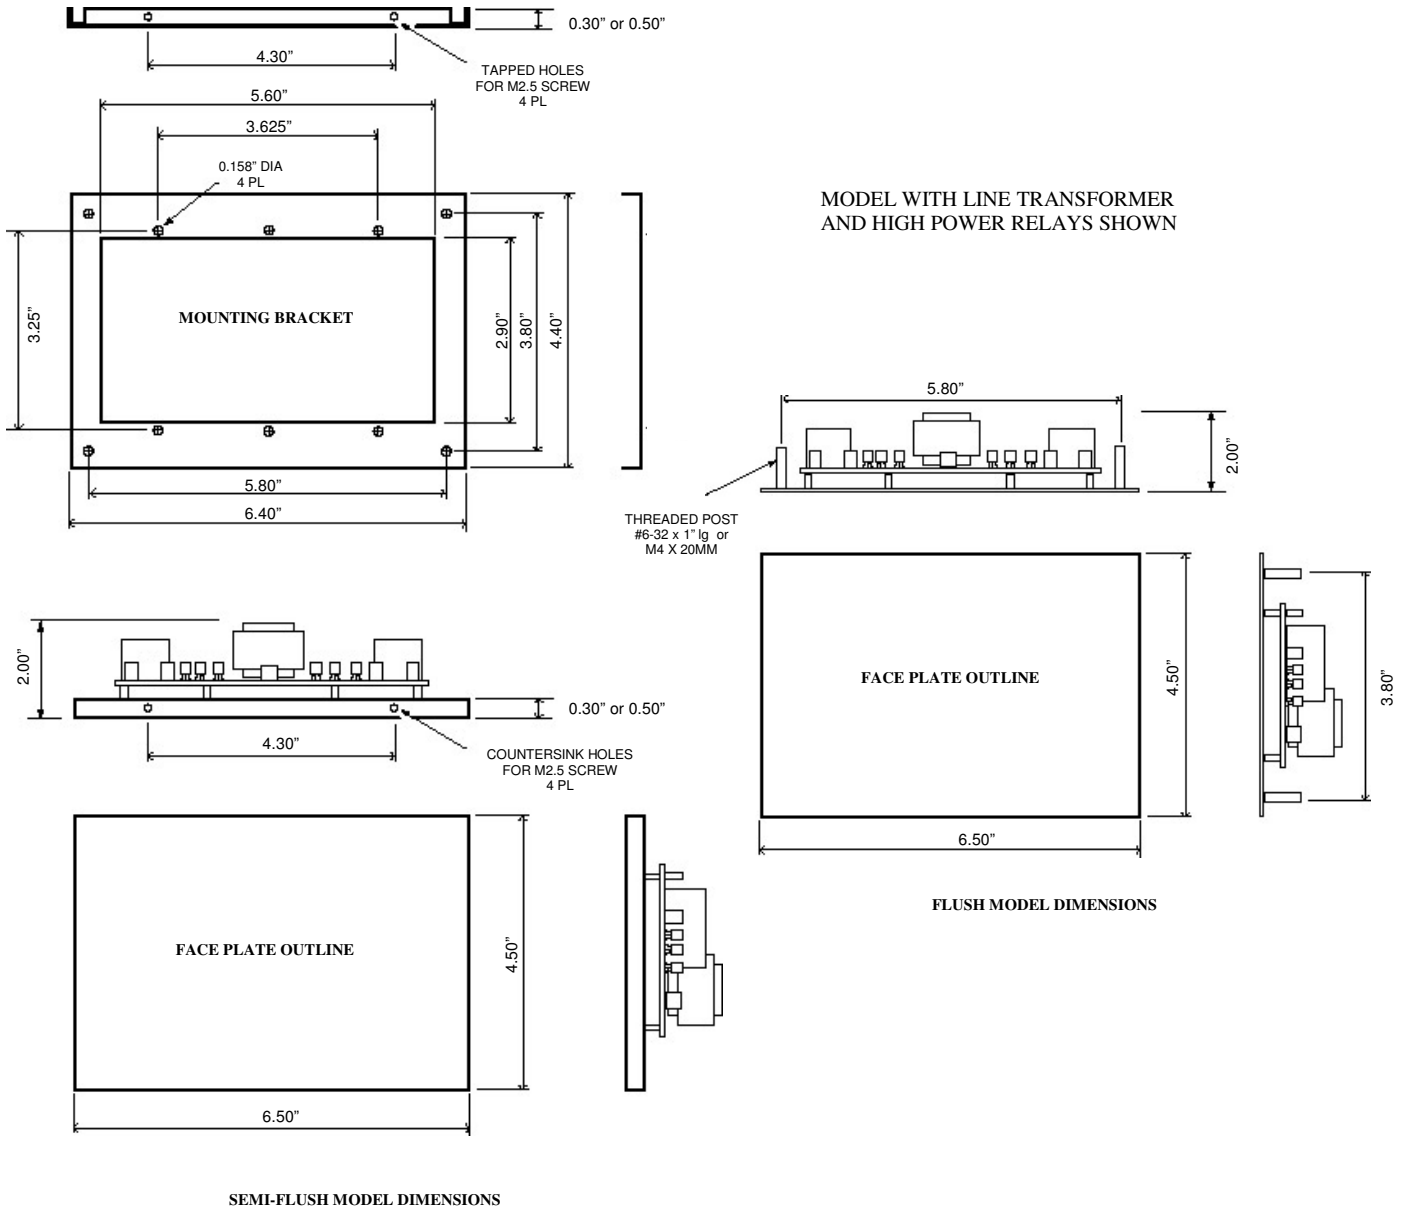 0.30” or 0.50”
4.30”
TAPPED HOLES
FOR M2.5 SCREW
4 PL
5.60”
3.625”
0.158” DIA
4 PL
MOUNTING BRACKET
3.25”
2.90”
3.80”
4.40”
5.80”
6.40”
MODEL WITH LINE TRANSFORMER
AND HIGH POWER RELAYS SHOWN
5.80”
2.00”
THREADED POST
#6-32 x 1” lg or
M4 X 20MM
FACE PLATE OUTLINE
4.50”
3.80”
6.50”
FLUSH MODEL DIMENSIONS
2.00”
0.30” or 0.50”
4.30”
COUNTERSINK HOLES
FOR M2.5 SCREW
4 PL
FACE PLATE OUTLINE
4.50”
6.50”
SEMI-FLUSH MODEL DIMENSIONS